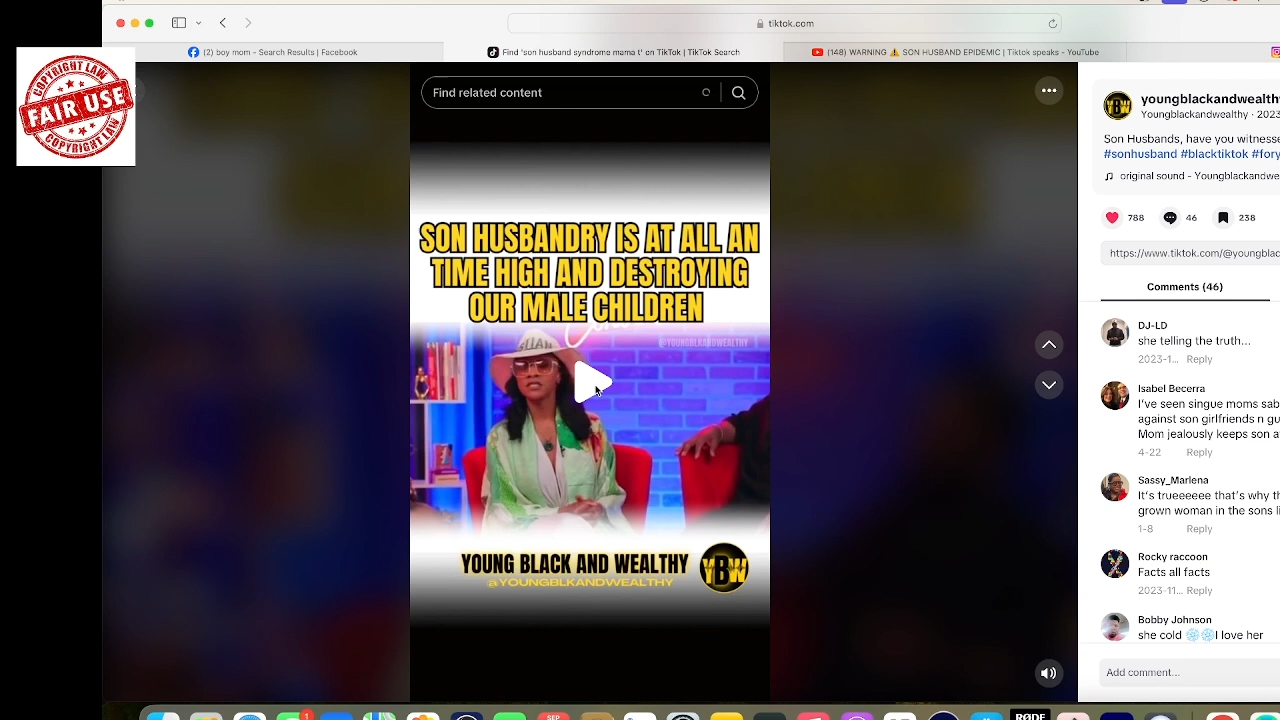 tiktok.com
(2) boy mom - Search Results | Facebook
Find 'son husband syndrome mama t' on TikTok | TikTok Search
(148) WARNING ⚠️ SON HUSBAND EPIDEMIC | Tiktok speaks - YouTube
COPYRIGHT LAW
FAIR USE
COPYRIGHT LAW
Find related content
SON HUSBANDRY IS AT ALL AN
TIME HIGH AND DESTROYING
OUR MALE CHILDREN
@YOUNGBLKANDWEALTHY
YOUNG BLACK AND WEALTHY
@YOUNGBLKANDWEALTHY
YBW
youngblackandwealth
Youngblackandwealthy · 2023
Son Husbands, have you witness
#sonhusband #blacktiktok #fory
original sound - Youngblackandwe
788
46
238
https://www.tiktok.com/@youngblac
Comments (46)
DJ-LD
she telling the truth...
2023-1... Reply
Isabel Becerra
I've seen singue moms sab
against son girlfriends n gu
Mom jealously keeps son a
4-22 Reply
Sassy_Marlena
It's trueeeeee that's why th
grown woman in the sons li
1-8 Reply
Rocky raccoon
Facts all facts
2023-11... Reply
Bobby Johnson
she cold ❄️❄️I love her
Add comment...
1
SEP
RØDE